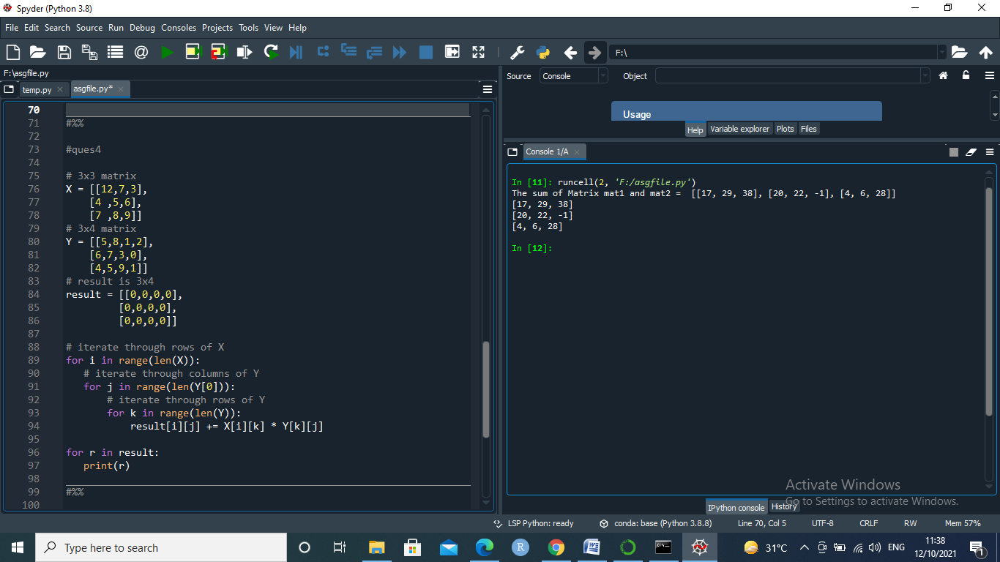 Spyder (Python 3.8)
File Edit Search Source Run Debug Consoles Projects Tools View Help
F:\
F:\asgfile.py
temp.py
asgfile.py*
70
71 #%%
72
73 #ques4
74
75 # 3x3 matrix
76 X = [[12,7,3],
77     [4 ,5,6],
78     [7 ,8,9]]
79 # 3x4 matrix
80 Y = [[5,8,1,2],
81     [6,7,3,0],
82     [4,5,9,1]]
83 # result is 3x4
84 result = [[0,0,0,0],
85          [0,0,0,0],
86          [0,0,0,0]]
87
88 # iterate through rows of X
89 for i in range(len(X)):
90    # iterate through columns of Y
91    for j in range(len(Y[0])):
92        # iterate through rows of Y
93        for k in range(len(Y)):
94            result[i][j] += X[i][k] * Y[k][j]
95
96 for r in result:
97    print(r)
98
99 #%%
100
Source Console Object
Usage
Help Variable explorer Plots Files
Console 1/A
In [11]: runcell(2, 'F:/asgfile.py')
The sum of Matrix mat1 and mat2 =  [[17, 29, 38], [20, 22, -1], [4, 6, 28]]
[17, 29, 38]
[20, 22, -1]
[4, 6, 28]
In [12]:
Activate Windows
Go to Settings to activate Windows.
IPython console History
LSP Python: ready conda: base (Python 3.8.8) Line 70, Col 5 UTF-8 CRLF RW Mem 57%
Type here to search
R
31°C
ENG
11:38
12/10/2021
1